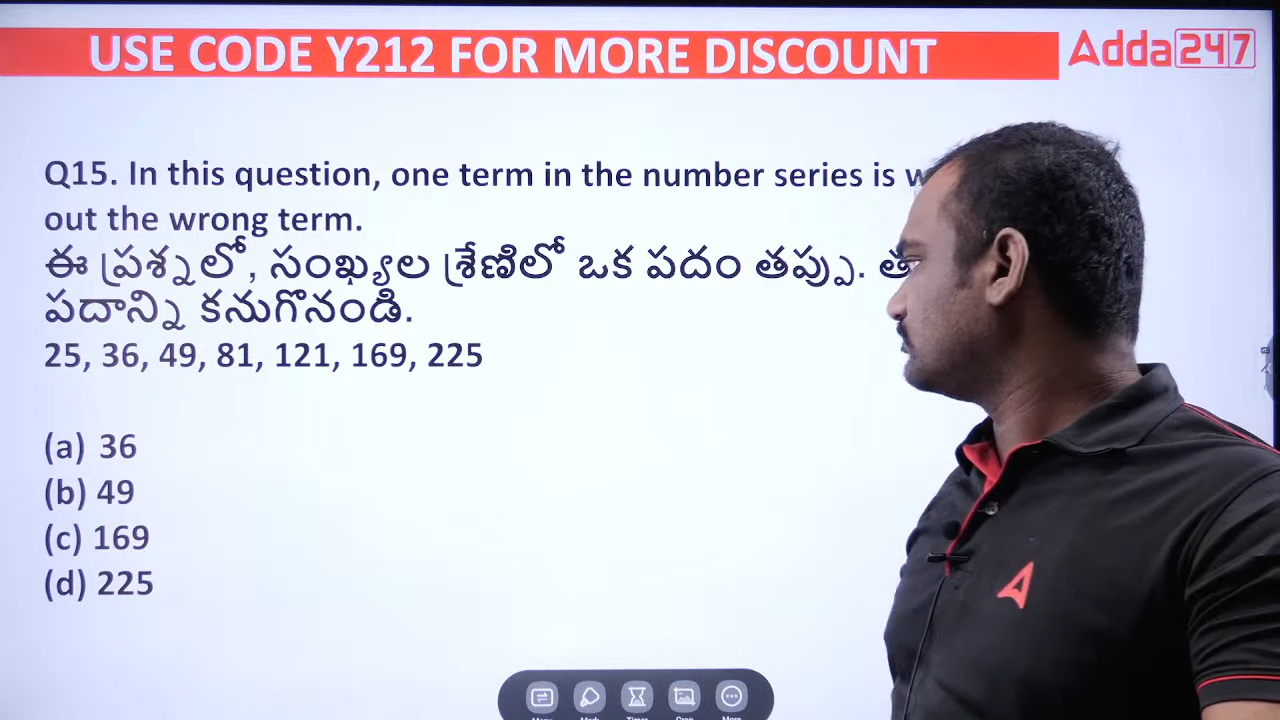 USE CODE Y212 FOR MORE DISCOUNT
Adda247
Q15. In this question, one term in the number series is
out the wrong term.
ఈ ప్రశ్నలో, సంఖ్యల శ్రేణిలో ఒక పదం తప్పు.
పదాన్ని కనుగొనండి.
25, 36, 49, 81, 121, 169, 225
(a) 36
(b) 49
(c) 169
(d) 225